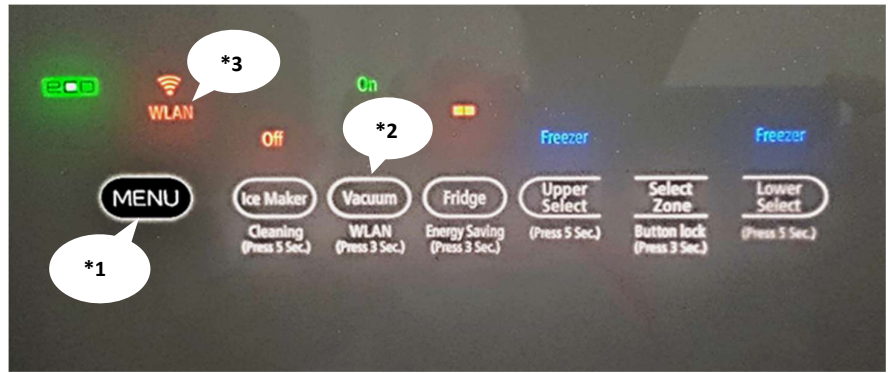 *3
eco
On
WLAN
*2
Off
Freezer
Freezer
MENU
Ice Maker
Vacuum
Fridge
Upper
Select
Select
Zone
Lower
Select
Cleaning
(Press 5 Sec.)
WLAN
(Press 3 Sec.)
Energy Saving
(Press 3 Sec.)
(Press 5 Sec.)
Button lock
(Press 3 Sec.)
(Press 5 Sec.)
*1